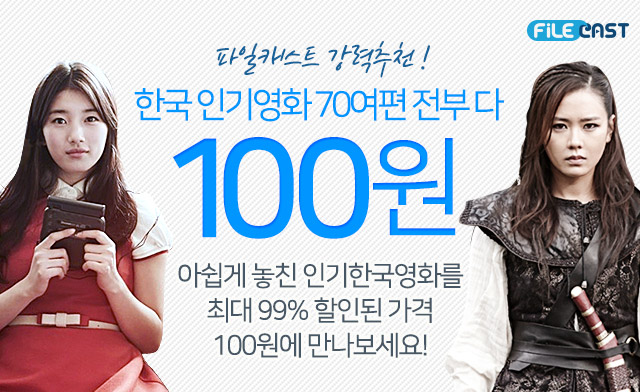 FiLECAST
파일캐스트 강력추천!
한국 인기영화 70여편 전부 다
100원
아쉽게 놓친 인기한국영화를
최대 99% 할인된 가격
100원에 만나보세요!